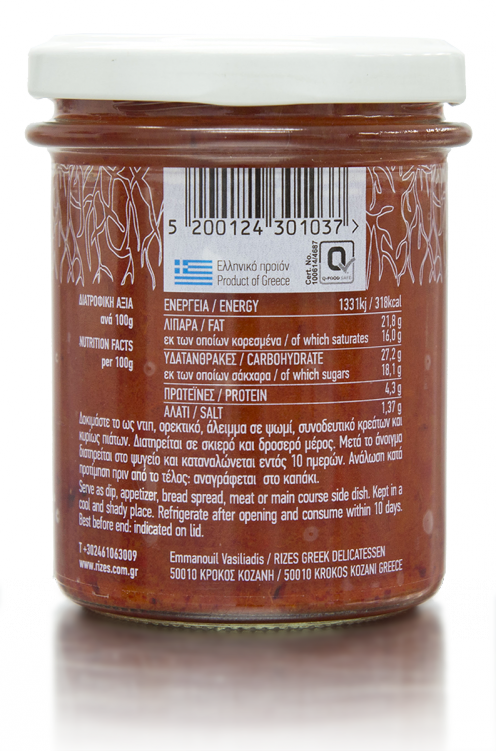 5 200124 301037 >
Cert. No.
100614/4687
Q
Q-FOOD SAFE
Ελληνικό προϊόν
Product of Greece
ΔΙΑΤΡΟΦΙΚΗ ΑΞΙΑ
ανά 100g
NUTRITION FACTS
per 100g
ΕΝΕΡΓΕΙΑ / ENERGY 1331kj / 318kcal
ΛΙΠΑΡΑ / FAT 21,8 g
εκ των οποίων κορεσμένα / of which saturates 16,0 g
ΥΔΑΤΑΝΘΡΑΚΕΣ / CARBOHYDRATE 27,2 g
εκ των οποίων σάκχαρα / of which sugars 18,1 g
ΠΡΩΤΕΪΝΕΣ / PROTEIN 4,3 g
ΑΛΑΤΙ / SALT 1,37 g
Δοκιμάστε το ως ντιπ, ορεκτικό, άλειμμα σε ψωμί, συνοδευτικό κρεάτων και
κυρίως πιάτων. Διατηρείται σε σκιερό και δροσερό μέρος. Μετά το άνοιγμα
διατηρείται στο ψυγείο και καταναλώνεται εντός 10 ημερών. Ανάλωση κατά
προτίμηση πριν από το τέλος: αναγράφεται στο καπάκι.
Serve as dip, appetizer, bread spread, meat or main course side dish. Kept in a
cool and shady place. Refrigerate after opening and consume within 10 days.
Best before end: indicated on lid.
T +302461063009
www.rizes.com.gr
Emmanouil Vasiliadis / RIZES GREEK DELICATESSEN
50010 ΚΡΟΚΟΣ ΚΟΖΑΝΗ / 50010 KROKOS KOZANI GREECE